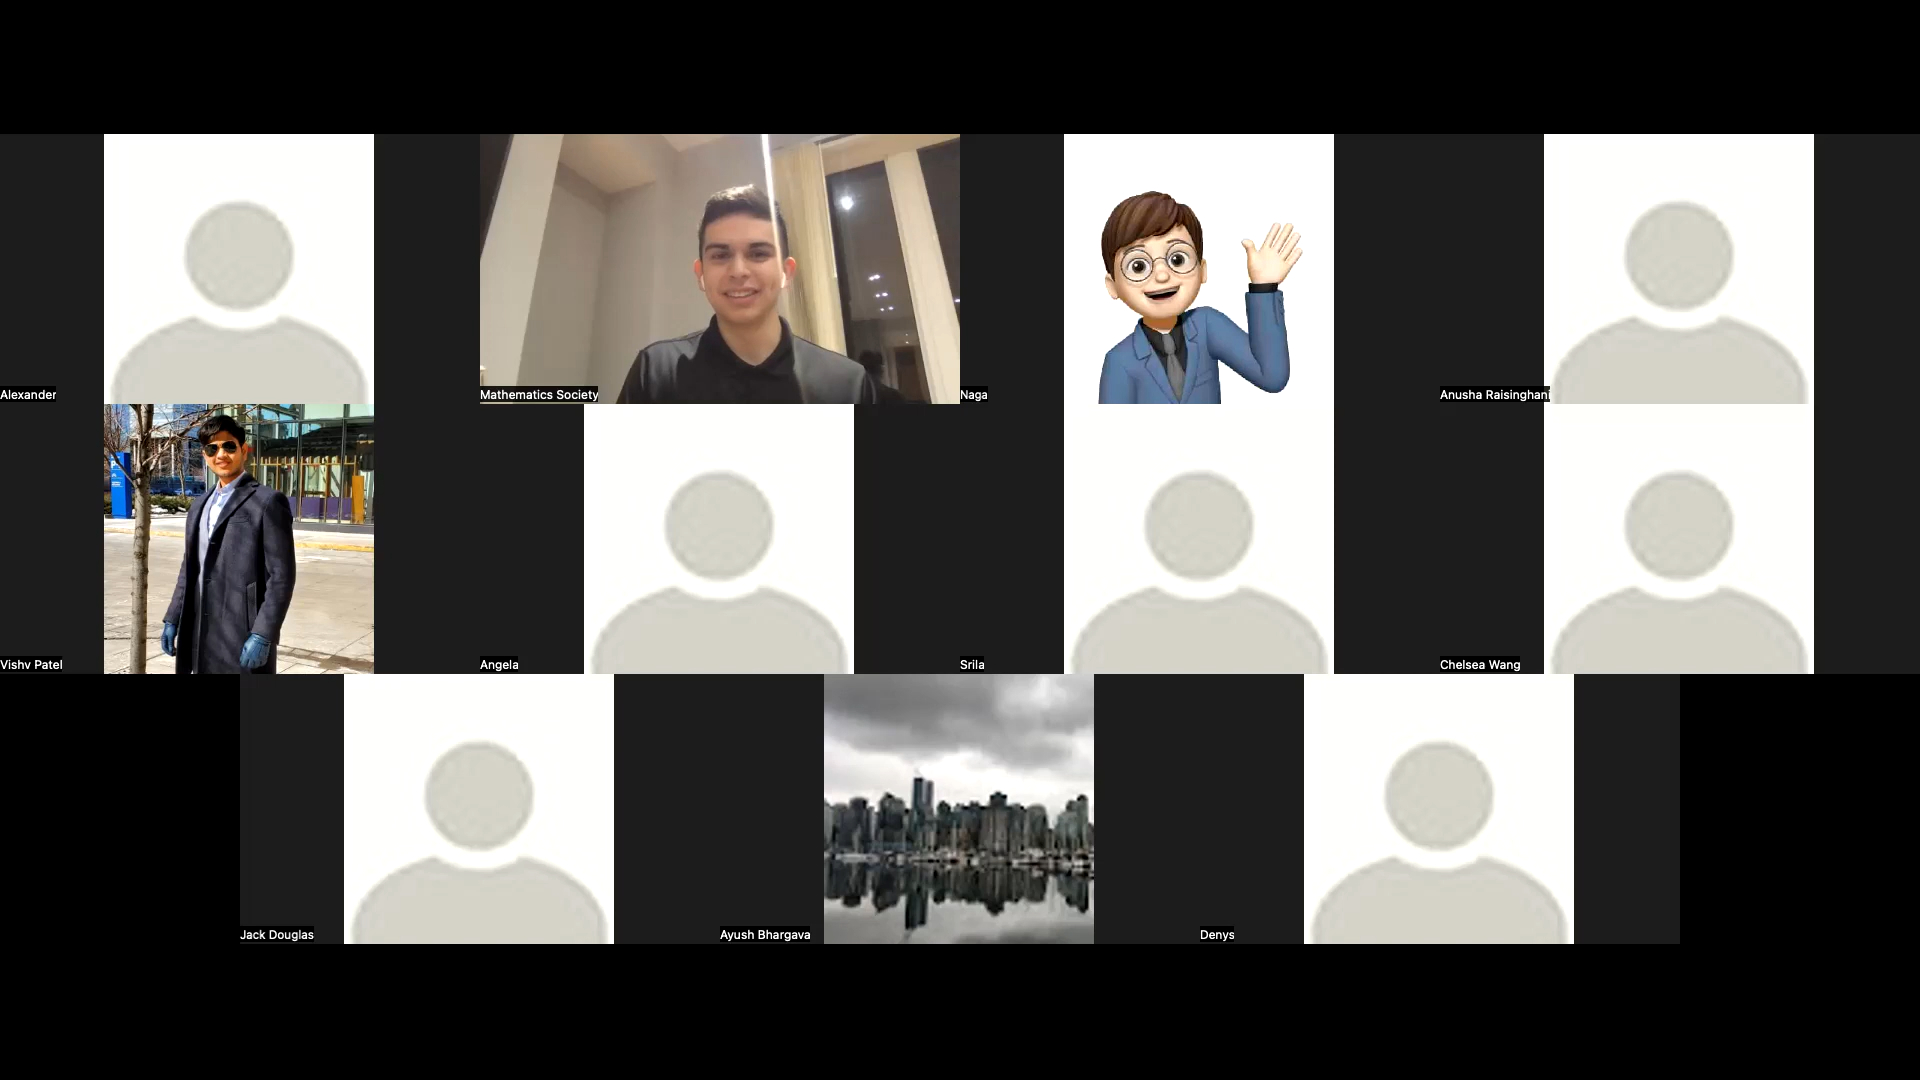 Alexander
Mathematics Society
Naga
Anusha Raisinghani
Vishv Patel
Angela
Srila
Chelsea Wang
Jack Douglas
Ayush Bhargava
Denys